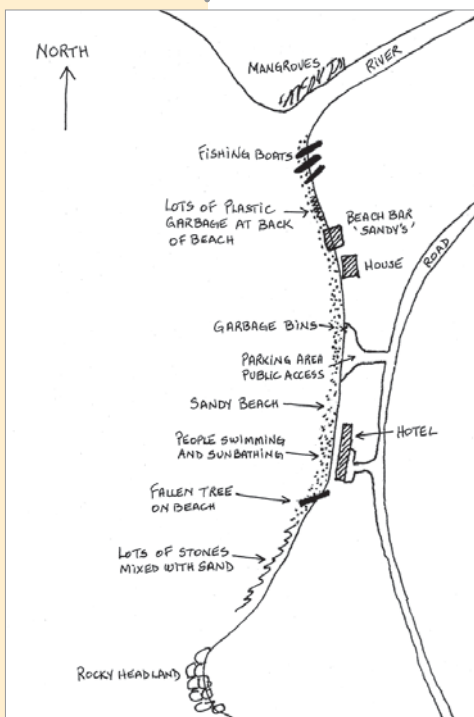 NORTH
MANGROVES
RIVER
FISHING BOATS
LOTS OF PLASTIC
GARBAGE AT BACK
OF BEACH
BEACH BAR
'SANDY'S'
HOUSE
ROAD
GARBAGE BINS
PARKING AREA
PUBLIC ACCESS
SANDY BEACH
HOTEL
PEOPLE SWIMMING
AND SUNBATHING
FALLEN TREE
ON BEACH
LOTS OF STONES
MIXED WITH SAND
ROCKY HEADLAND